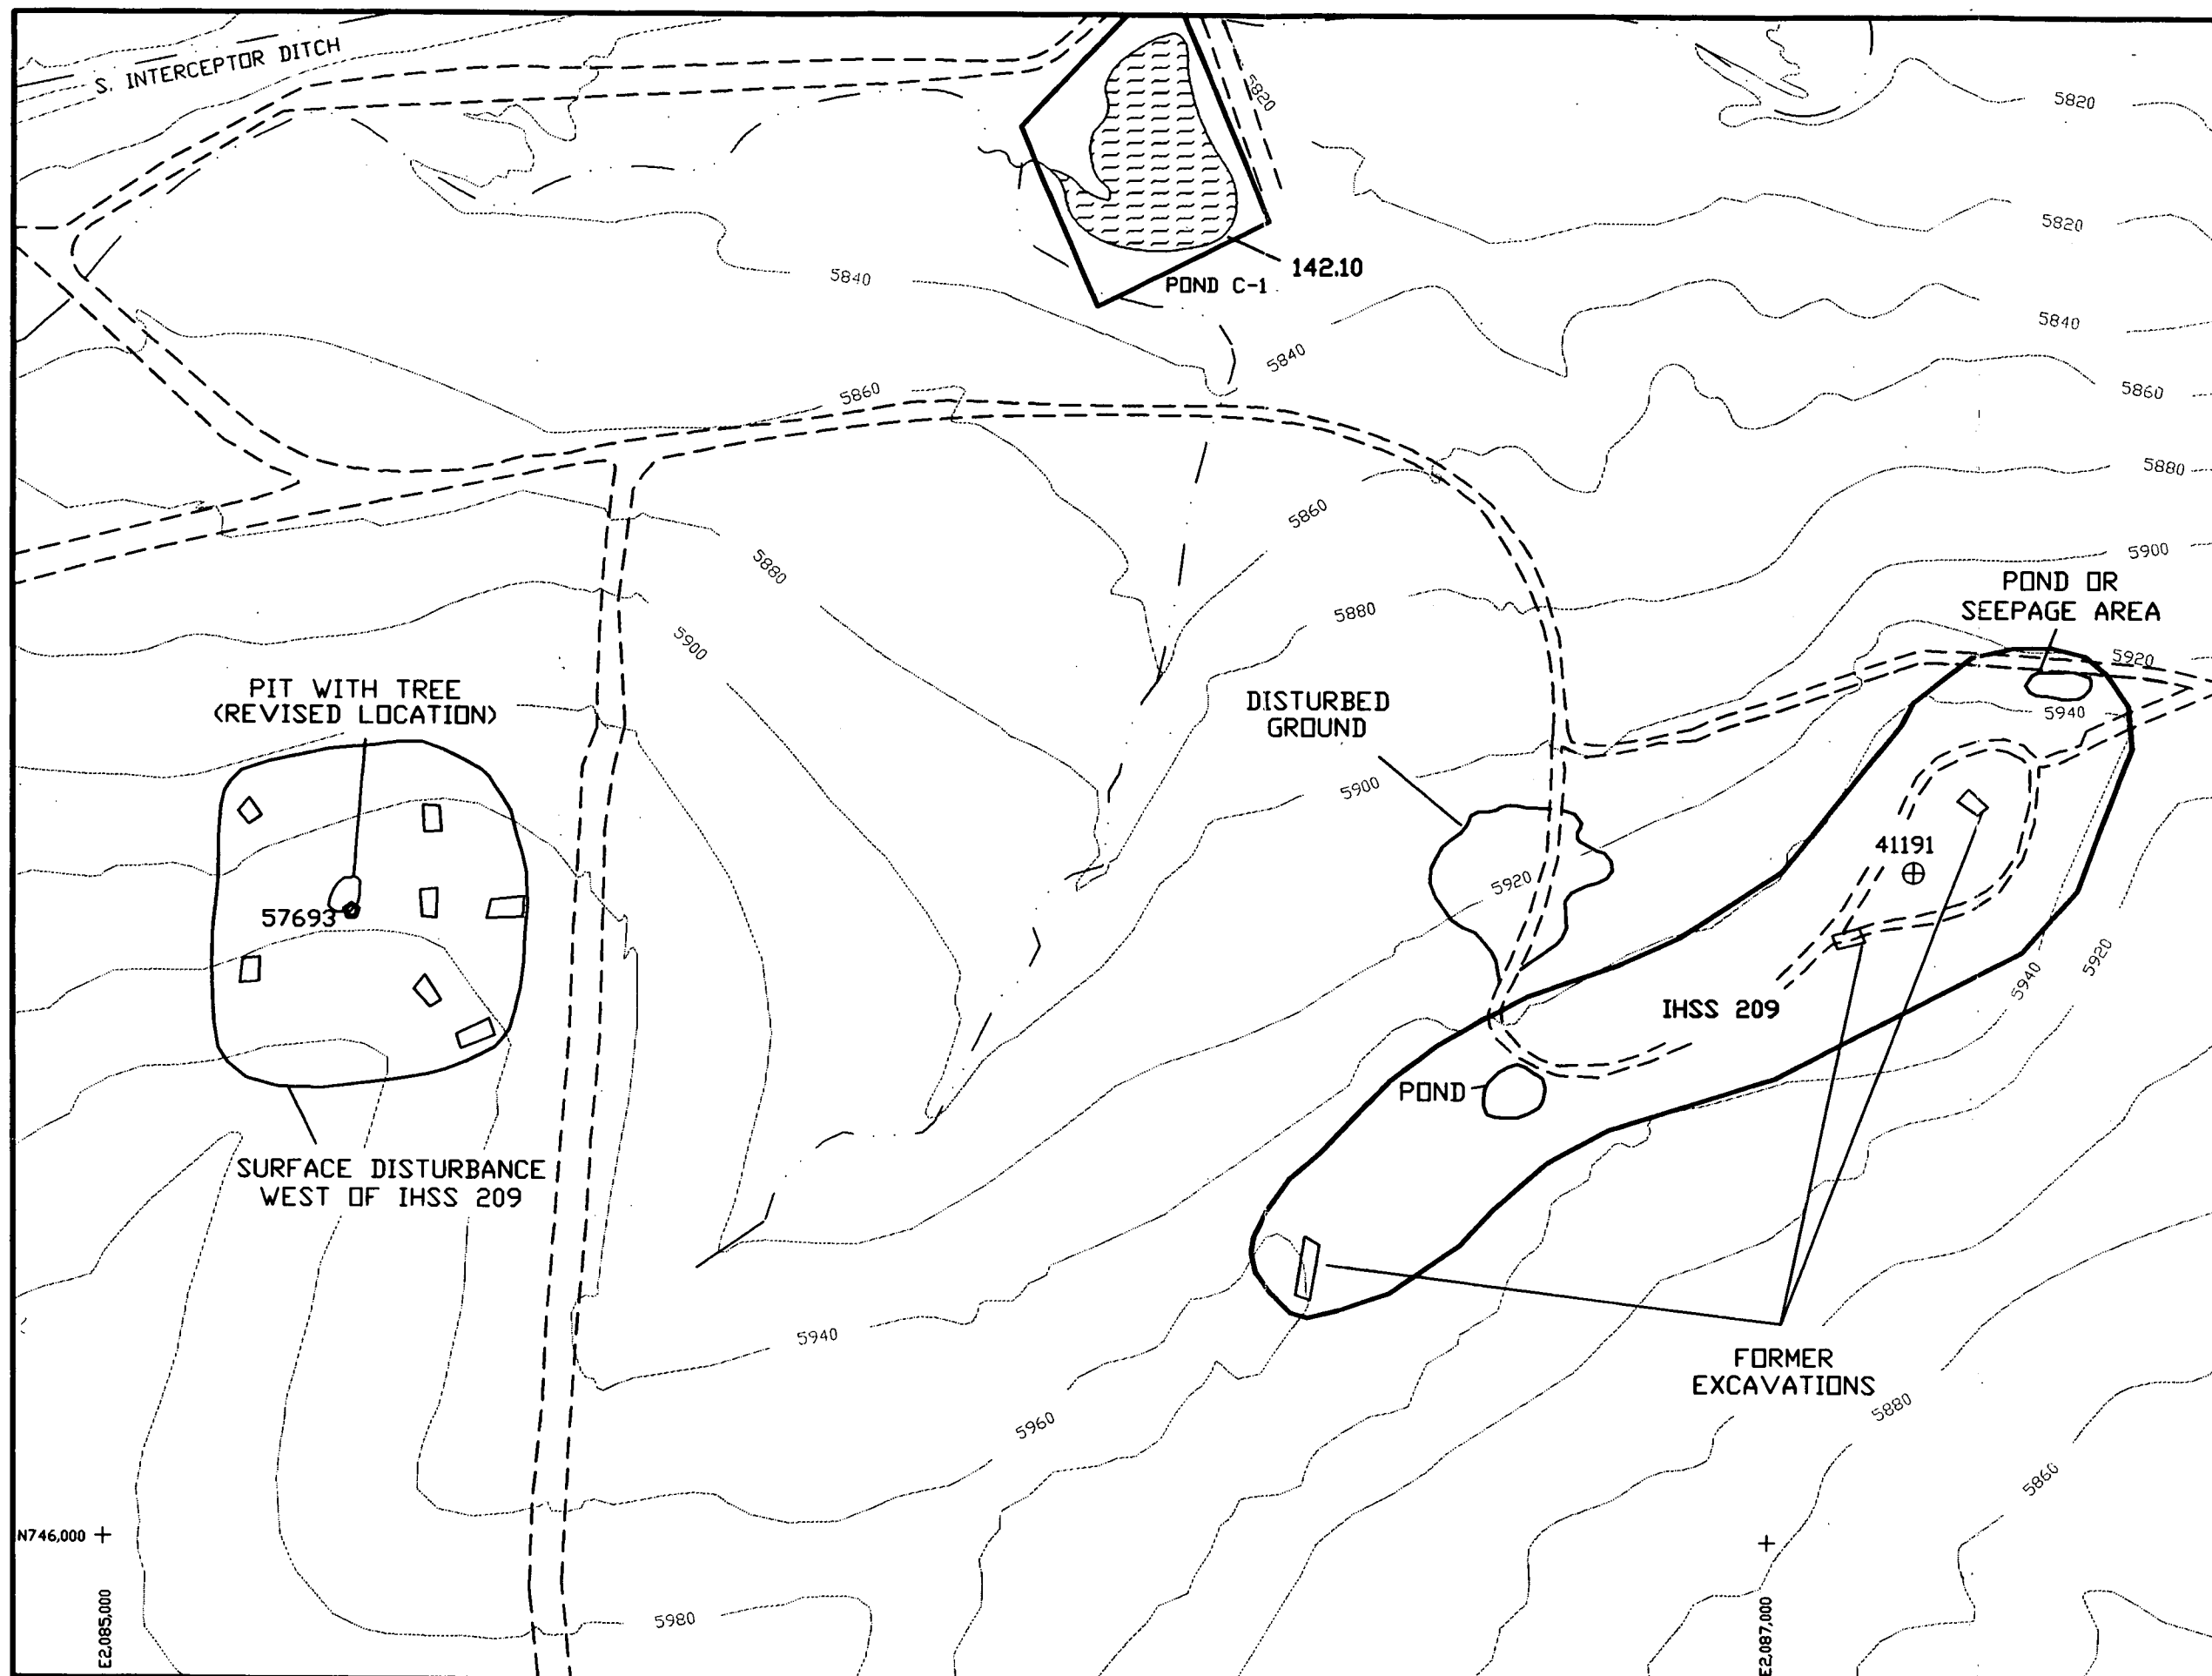 S. INTERCEPTOR DITCH
5820
5820
5820
142.10
POND C-1
5840
5840
5840
5860
5860
5880
5860
5900
5880
POND OR
SEEPAGE AREA
5880
5900
5920
PIT WITH TREE
(REVISED LOCATION)
DISTURBED
GROUND
5940
5900
41191
5920
57693
5920
5940
IHSS 209
POND
SURFACE DISTURBANCE
WEST OF IHSS 209
5940
FORMER
EXCAVATIONS
5960
5880
5860
N746,000
5980
E2,085,000
E2,087,000